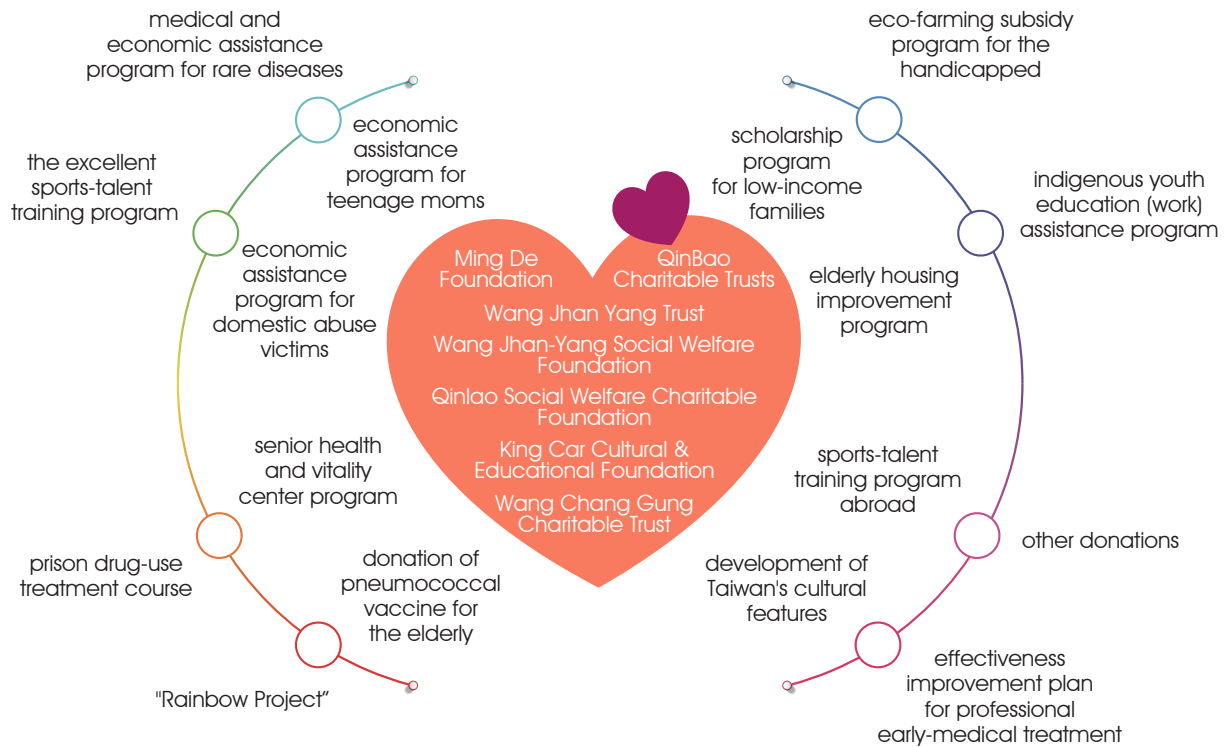 medical and
economic assistance
program for rare diseases
economic
assistance
program for
teenage moms
the excellent
sports-talent
training program
economic
assistance
program for
domestic abuse
victims
senior health
and vitality
center program
prison drug-use
treatment course
donation of
pneumococcal
vaccine for
the elderly
"Rainbow Project”
Ming De
Foundation
QinBao
Charitable Trusts
Wang Jhan Yang Trust
Wang Jhan-Yang Social Welfare
Foundation
Qinlao Social Welfare Charitable
Foundation
King Car Cultural &
Educational Foundation
Wang Chang Gung
Charitable Trust
eco-farming subsidy
program for the
handicapped
scholarship
program
for low-income
families
indigenous youth
education (work)
assistance program
elderly housing
improvement
program
sports-talent
training program
abroad
other donations
development of
Taiwan's cultural
features
effectiveness
improvement plan
for professional
early-medical treatment